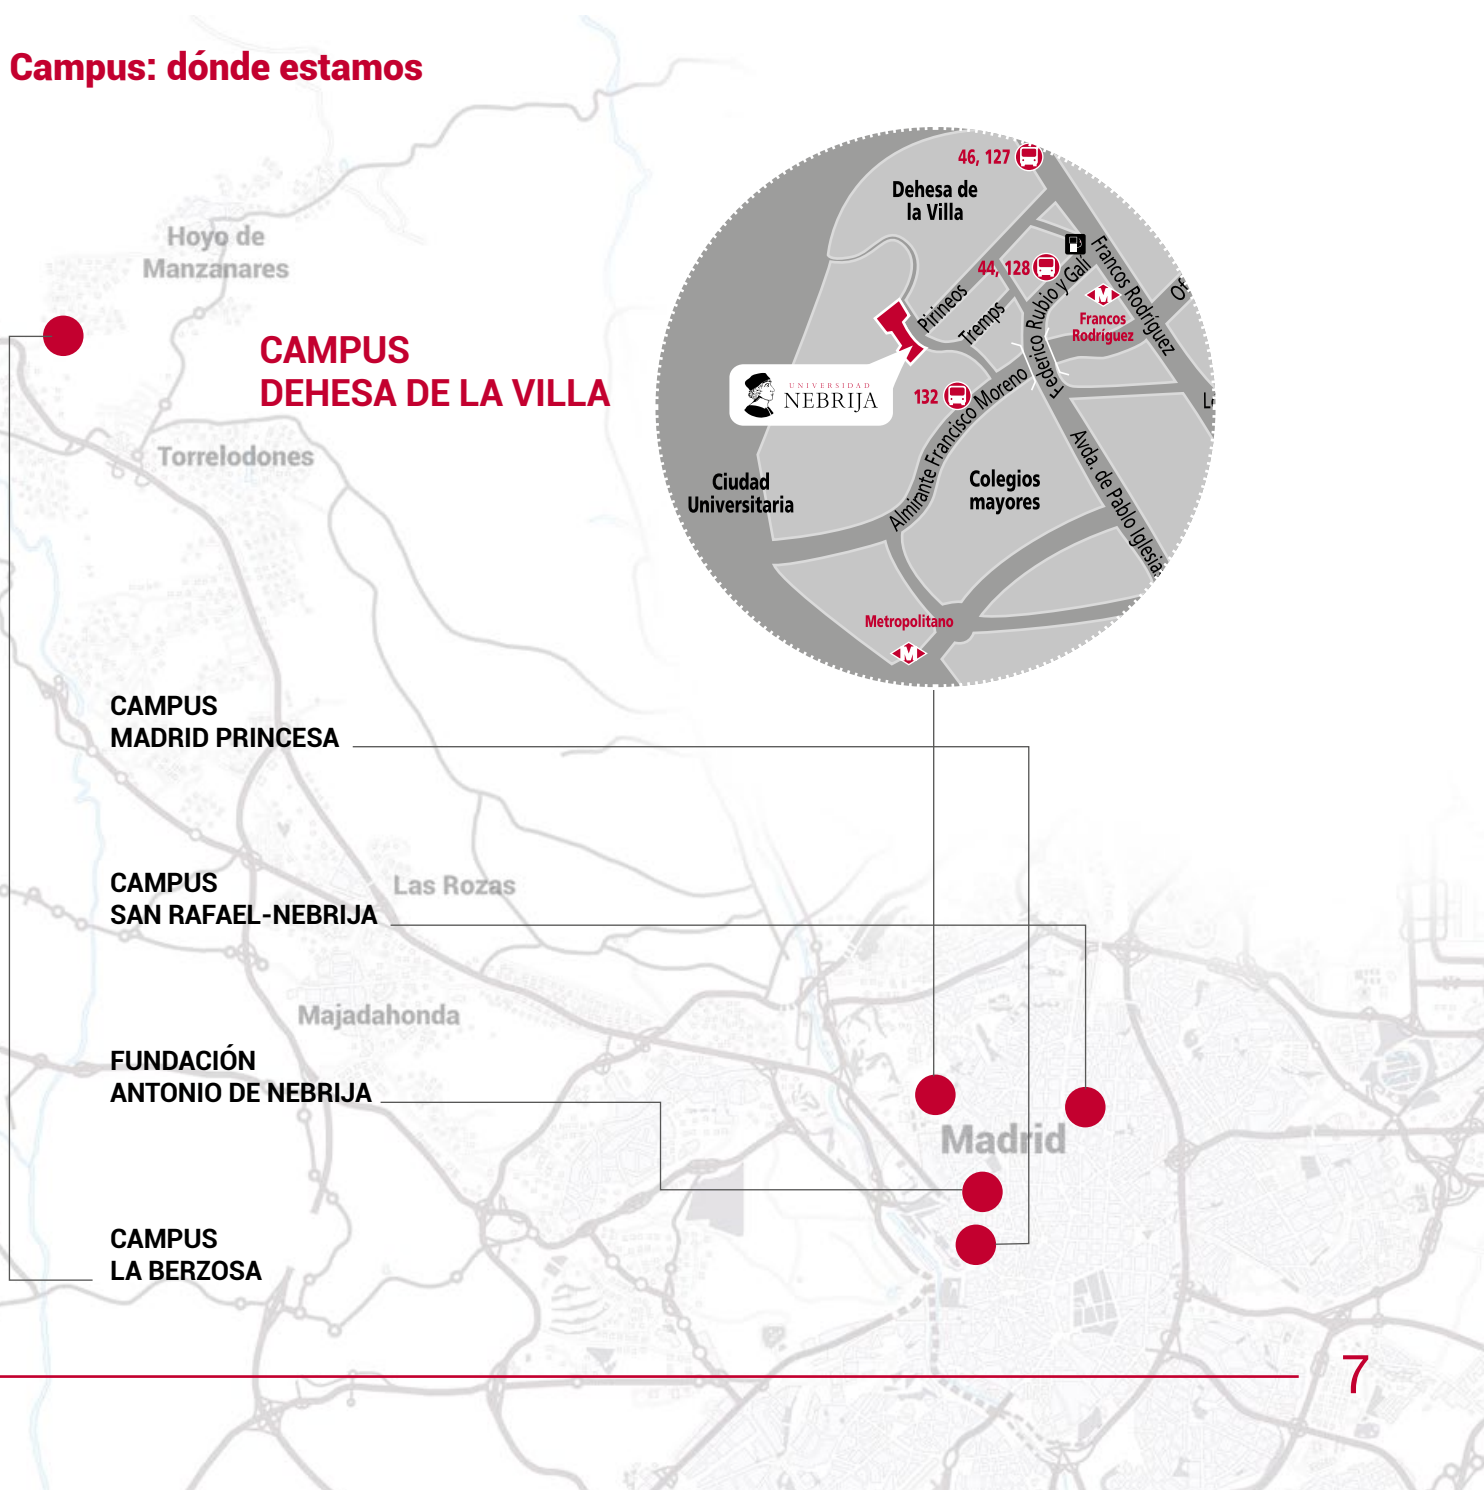 Campus: dónde estamos
46, 127
Dehesa de
la Villa
Hoyo de
Manzanares
44, 128
Francos Rodríguez
Federico Rubio y Galí
Pirineos
Tremps
Francos
Rodríguez
CAMPUS
DEHESA DE LA VILLA
UNIVERSIDAD
NEBRIJA
132
Almirante Francisco Moreno
Torrelodones
Ciudad
Universitaria
Colegios
mayores
Avda. de Pablo Iglesia
Metropolitano
CAMPUS
MADRID PRINCESA
CAMPUS
SAN RAFAEL-NEBRIJA
Las Rozas
Majadahonda
FUNDACIÓN
ANTONIO DE NEBRIJA
Madrid
CAMPUS
LA BERZOSA
7